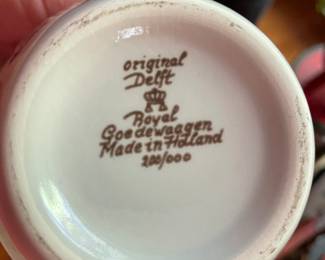 original
Delft
Royal
Goedewaagen
Made in Holland
200/000